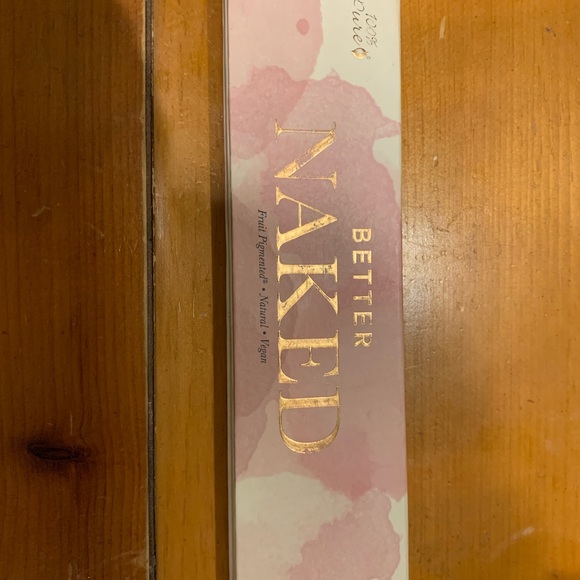 100%
Pure®
BETTER
NAKED
Fruit Pigmented® • Natural • Vegan